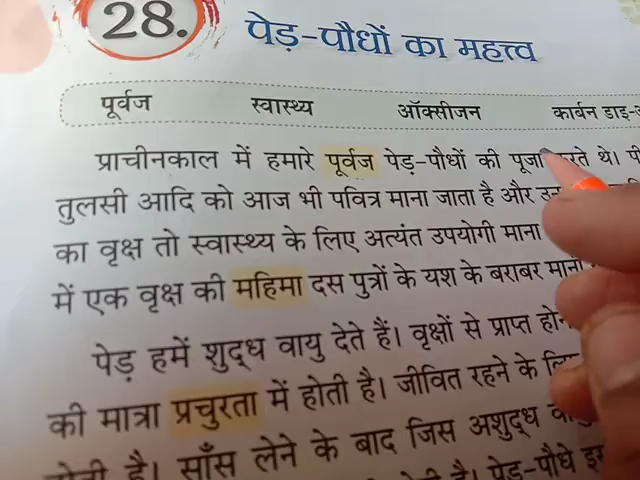 28.
पेड़-पौधों का महत्त्व
पूर्वज स्वास्थ्य ऑक्सीजन कार्बन
प्राचीनकाल में हमारे पूर्वज पेड़-पौधों की पूजा करते थे।
तुलसी आदि को आज भी पवित्र माना जाता है और
का वृक्ष तो स्वास्थ्य के लिए अत्यंत उपयोगी माना
में एक वृक्ष की महिमा दस पुत्रों के यश के बराबर मानी
पेड़ हमें शुद्ध वायु देते हैं। वृक्षों से प्राप्त
की मात्रा प्रचुरता में होती है। जीवित रहने के
होती है। साँस लेने के बाद जिस अशुद्ध
है। पेड़-पौधे